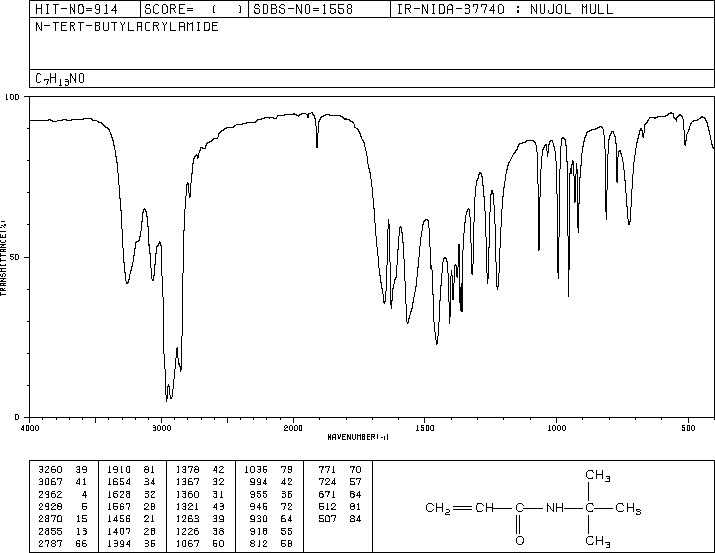 HIT-NO=914 SCORE= ( ) SDBS-NO=1558 IR-NIDA-37740 : NUJOL MULL
N-TERT-BUTYLACRYLAMIDE
C7H13NO
100
50
0
TRANSMITTANCE(%)
4000 3000 2000 1500 1000 500
WAVENUMBER(-1)
3260 39 1910 81 1378 42 1036 79 771 70
3067 41 1654 34 1367 32 994 42 724 57
2962 4 1628 32 1360 31 955 36 671 84
2928 5 1567 28 1321 43 946 72 512 81
2870 15 1456 21 1263 39 930 64 507 84
2855 13 1407 28 1226 38 918 55
2787 66 1394 35 1067 50 812 58
CH3
CH2 CH C NH C CH3
O CH3